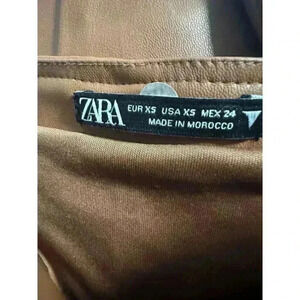 ZARA
EUR XS USA XS MEX 24
MADE IN MOROCCO